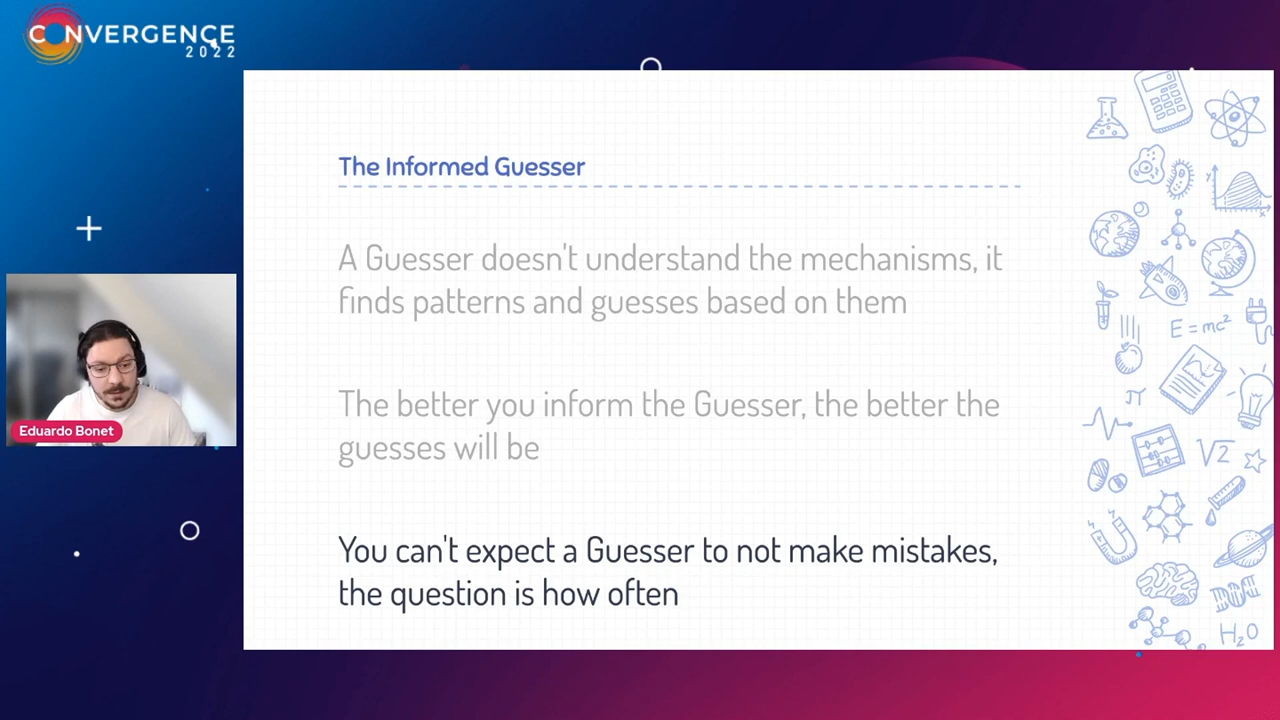 CONVERGENCE
2022
The Informed Guesser
A Guesser doesn't understand the mechanisms, it
finds patterns and guesses based on them
The better you inform the Guesser, the better the
guesses will be
You can't expect a Guesser to not make mistakes,
the question is how often
Eduardo Bonet
y
x
E=mc²
π
√2
H₂O